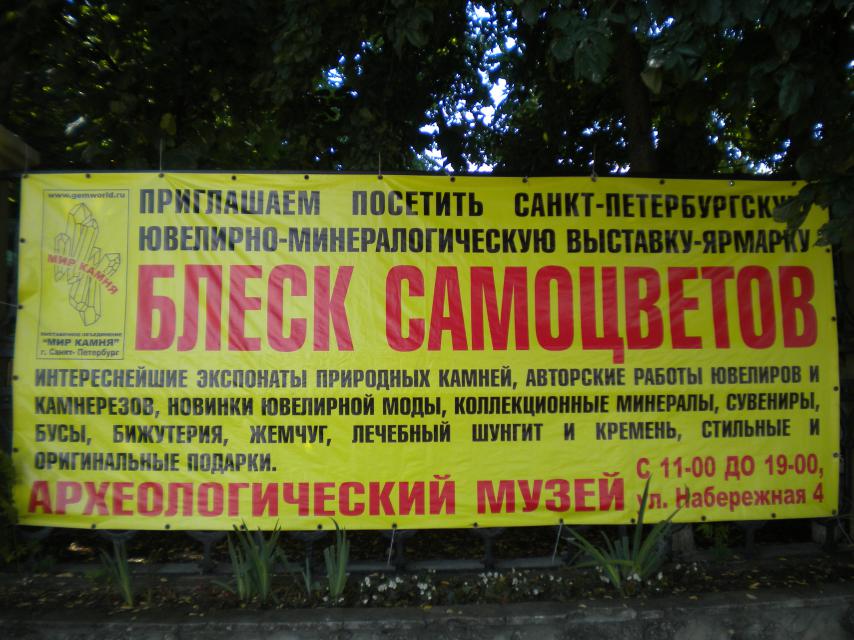 www.gemworld.ru
МИР КАМНЯ
ВЫСТАВОЧНОЕ ОБЪЕДИНЕНИЕ
"МИР КАМНЯ"
г. Санкт- Петербург
ПРИГЛАШАЕМ ПОСЕТИТЬ
ЮВЕЛИРНО-МИНЕРАЛОГИЧЕСКУЮ ВЫСТАВКУ-ЯРМАРКУ
БЛЕСК САМОЦВЕТОВ
ИНТЕРЕСНЕЙШИЕ ЭКСПОНАТЫ ПРИРОДНЫХ КАМНЕЙ, АВТОРСКИЕ РАБОТЫ ЮВЕЛИРОВ И
КАМНЕРЕЗОВ, НОВИНКИ ЮВЕЛИРНОЙ МОДЫ, КОЛЛЕКЦИОННЫЕ МИНЕРАЛЫ, СУВЕНИРЫ,
БУСЫ, БИЖУТЕРИЯ, ЖЕМЧУГ, ЛЕЧЕБНЫЙ ШУНГИТ И КРЕМЕНЬ, СТИЛЬНЫЕ И
ОРИГИНАЛЬНЫЕ ПОДАРКИ.
АРХЕОЛОГИЧЕСКИЙ МУЗЕЙ
С 11-00 ДО 19-00,
ул. Набережная 4